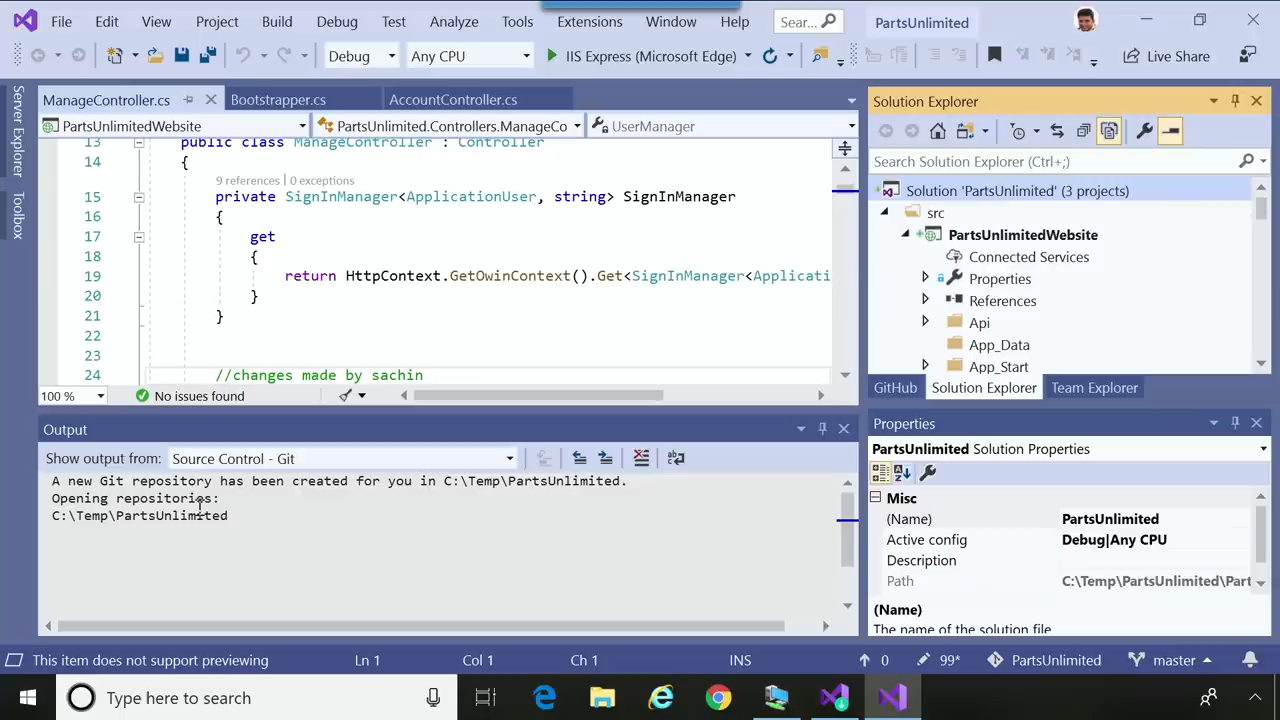 File Edit View Project Build Debug Test Analyze Tools Extensions Window Help Sear... PartsUnlimited
Debug Any CPU IIS Express (Microsoft Edge) Live Share
Server Explorer
Toolbox
ManageController.cs Bootstrapper.cs AccountController.cs
PartsUnlimitedWebsite PartsUnlimited.Controllers.ManageCo UserManager
13 public class ManageController : Controller
14 {
9 references | 0 exceptions
15 private SignInManager<ApplicationUser, string> SignInManager
16 {
17 get
18 {
19 return HttpContext.GetOwinContext().Get<SignInManager<Applicati
20 }
21 }
22
23
24 //changes made by sachin
100 % No issues found
Output
Show output from: Source Control - Git
A new Git repository has been created for you in C:\Temp\PartsUnlimited.
Opening repositories:
C:\Temp\PartsUnlimited
Solution Explorer
Search Solution Explorer (Ctrl+;)
Solution 'PartsUnlimited' (3 projects)
src
PartsUnlimitedWebsite
Connected Services
Properties
References
Api
App_Data
App_Start
GitHub Solution Explorer Team Explorer
Properties
PartsUnlimited Solution Properties
Misc
(Name) PartsUnlimited
Active config Debug|Any CPU
Description
Path C:\Temp\PartsUnlimited\Part
(Name)
The name of the solution file
This item does not support previewing Ln 1 Col 1 Ch 1 INS 0 99* PartsUnlimited master
Type here to search